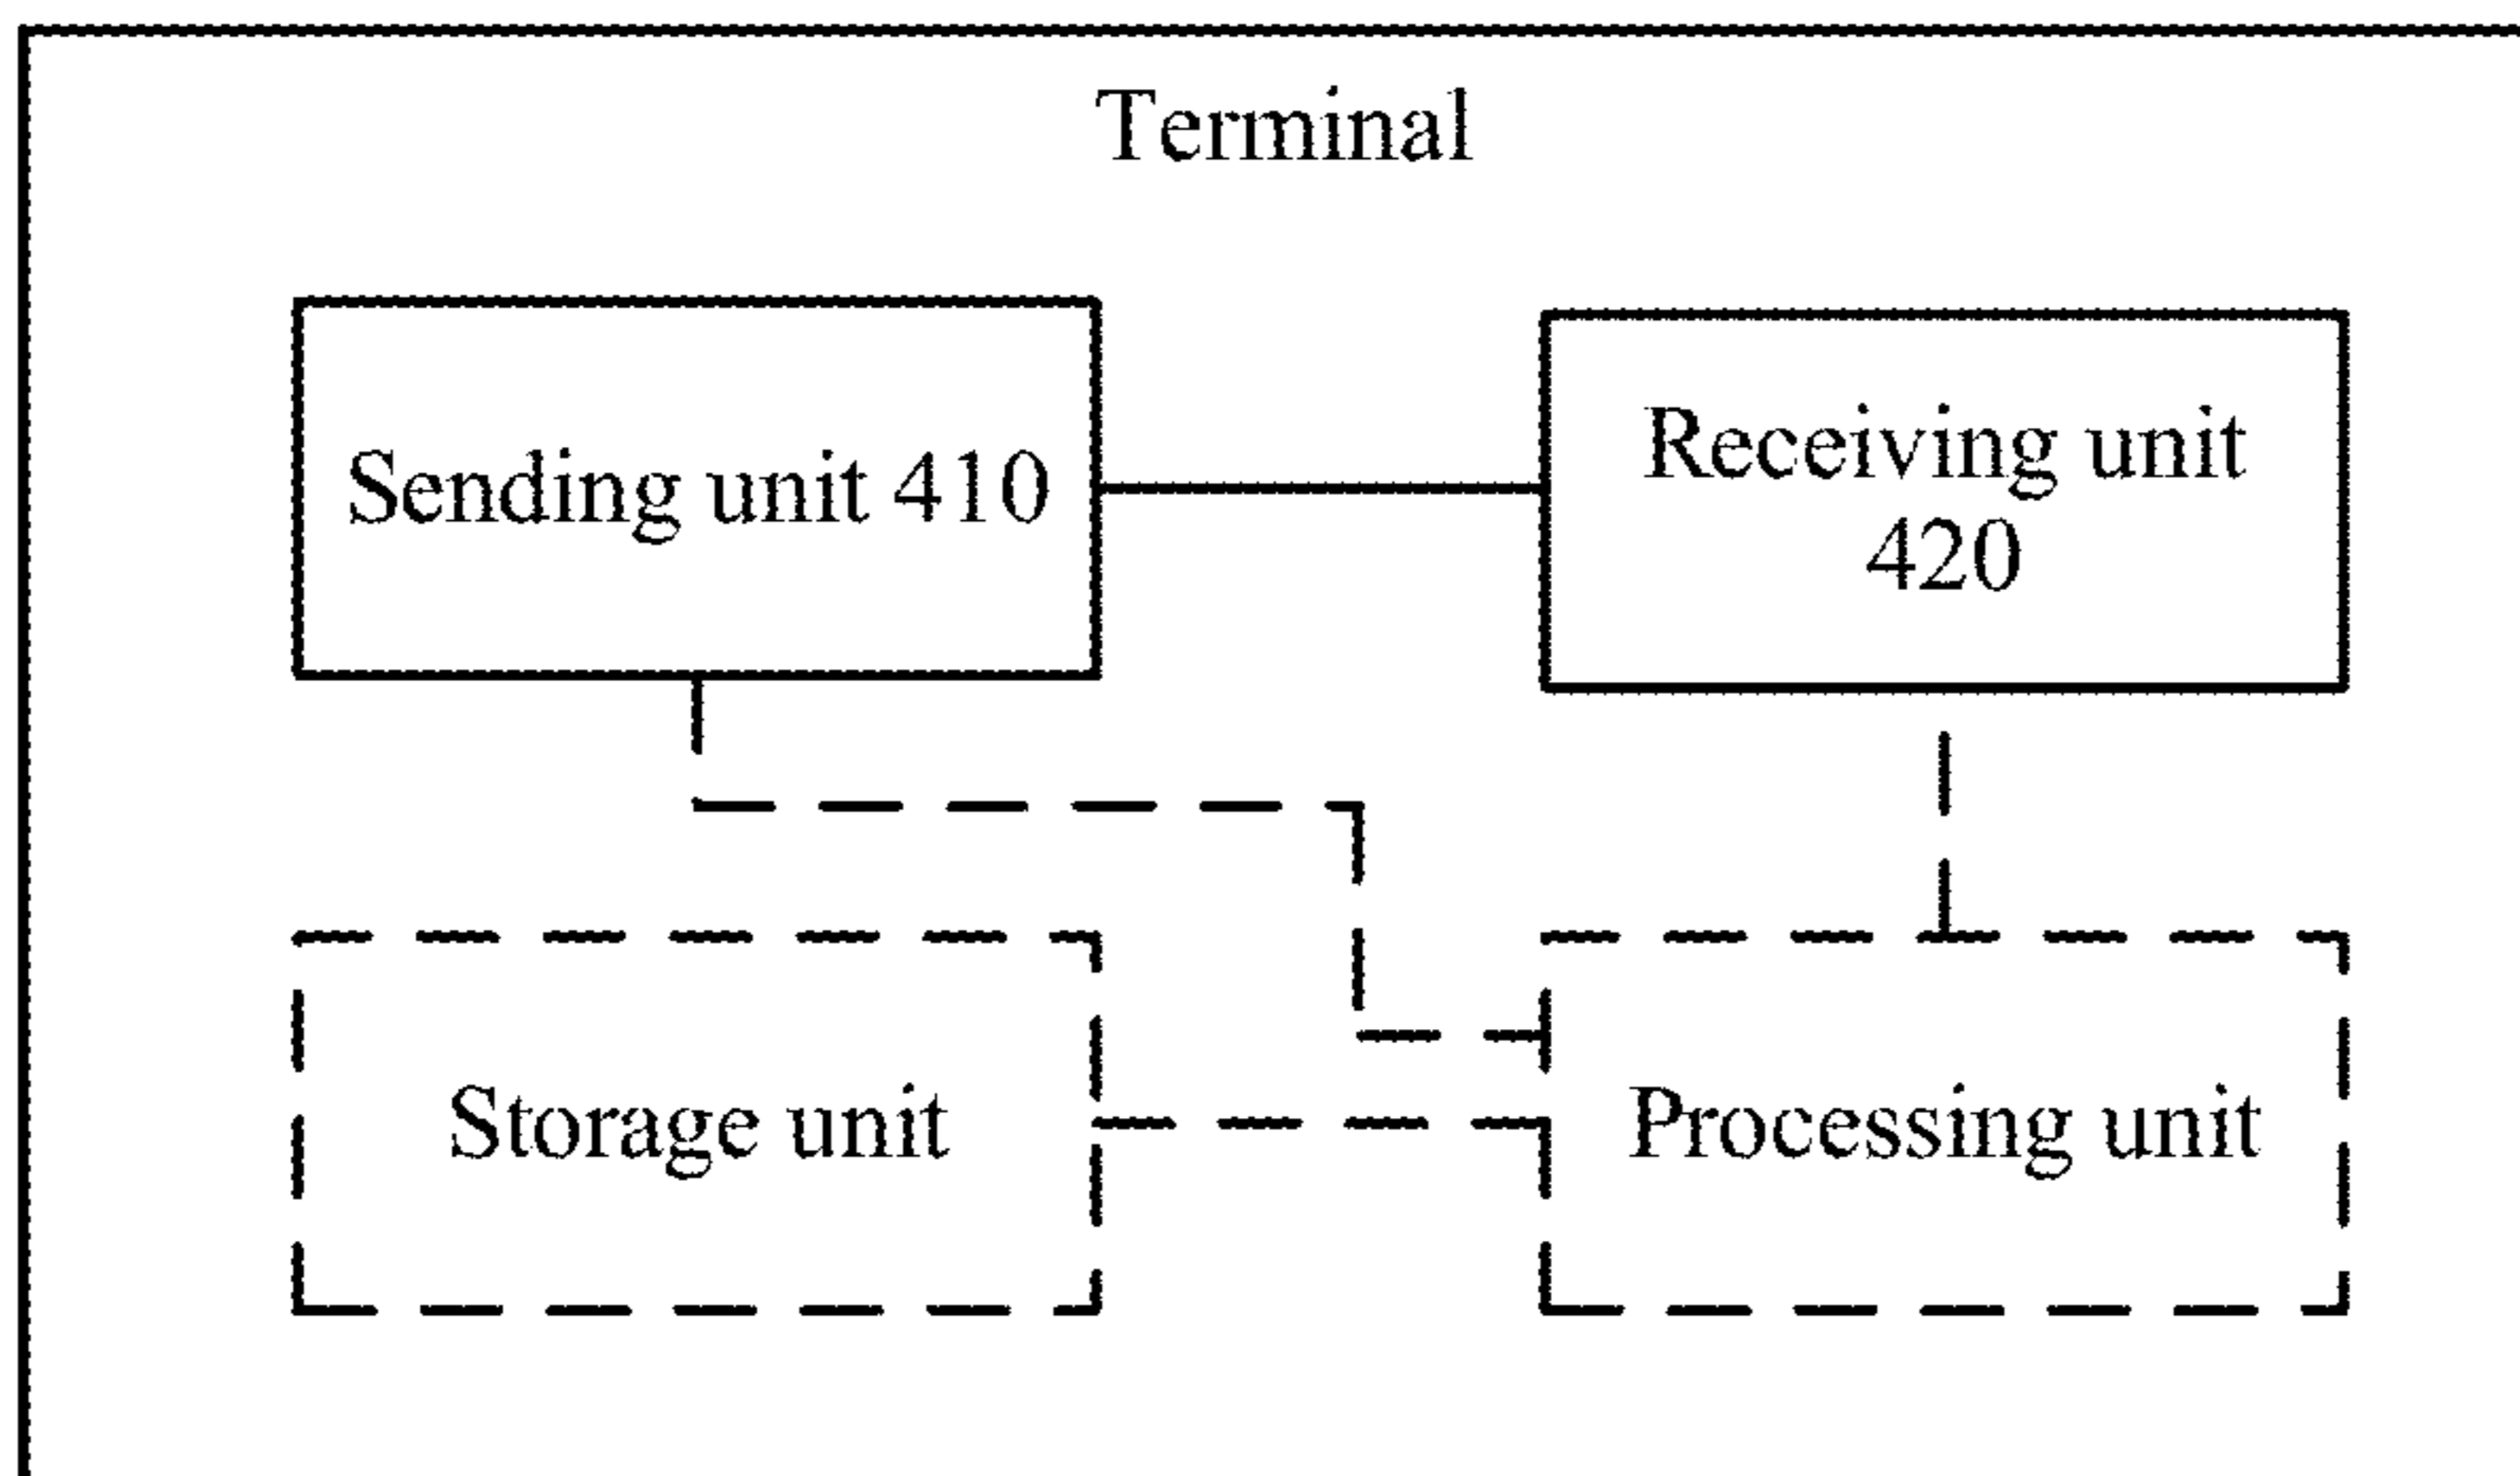 Terminal
Sending unit 410
Receiving unit
420
Storage unit
Processing unit